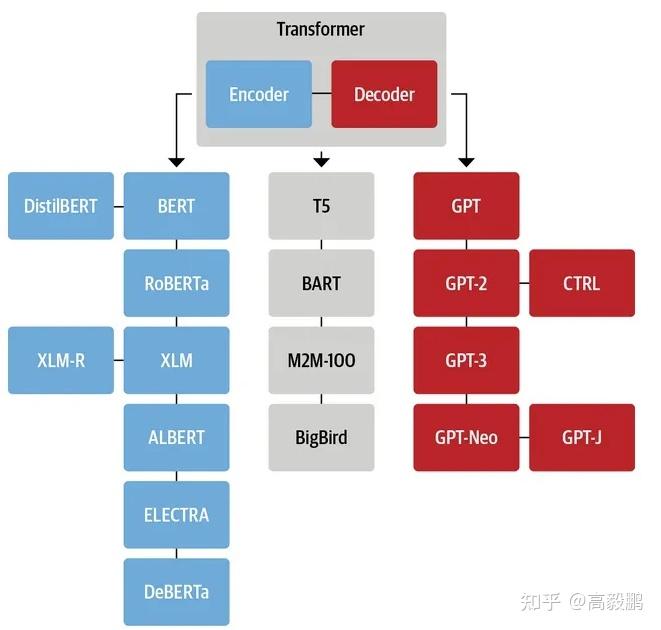 Transformer
Encoder
Decoder
DistilBERT
BERT
T5
GPT
RoBERTa
BART
GPT-2
CTRL
XLM-R
XLM
M2M-100
GPT-3
ALBERT
BigBird
GPT-Neo
GPT-J
ELECTRA
DeBERTa
知乎 @高毅鹏